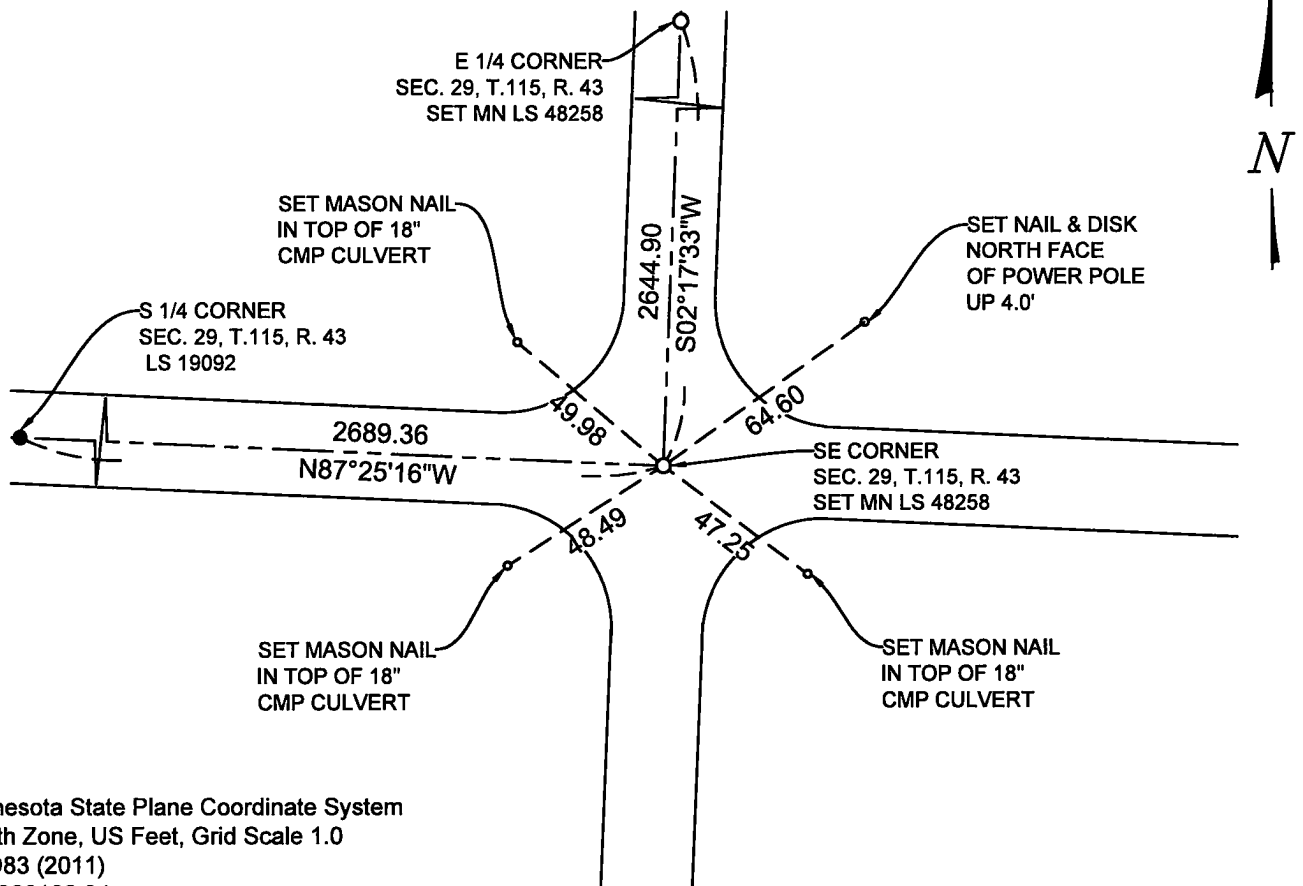 E 1/4 CORNER
SEC. 29, T.115, R. 43
SET MN LS 48258
N
SET MASON NAIL
IN TOP OF 18"
CMP CULVERT
SET NAIL & DISK
NORTH FACE
OF POWER POLE
UP 4.0'
2644.90
S02°17'33"W
S 1/4 CORNER
SEC. 29, T.115, R. 43
LS 19092
49.98
64.60
2689.36
N87°25'16"W
SE CORNER
SEC. 29, T.115, R. 43
SET MN LS 48258
48.49
47.25
SET MASON NAIL
IN TOP OF 18"
CMP CULVERT
SET MASON NAIL
IN TOP OF 18"
CMP CULVERT
nesota State Plane Coordinate System
th Zone, US Feet, Grid Scale 1.0
983 (2011)